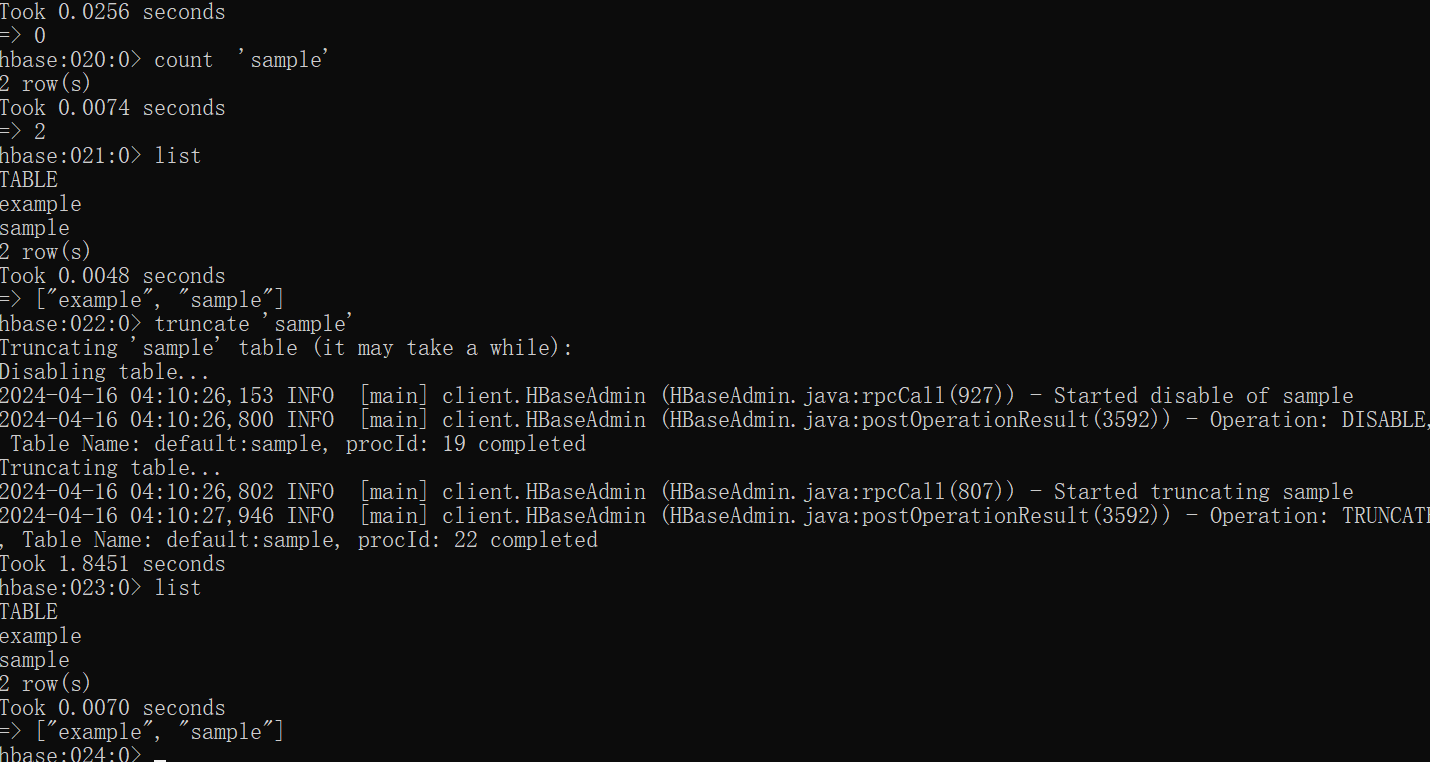 Took 0.0256 seconds
=> 0
hbase:020:0> count  'sample'
2 row(s)
Took 0.0074 seconds
=> 2
hbase:021:0> list
TABLE
example
sample
2 row(s)
Took 0.0048 seconds
=> ["example", "sample"]
hbase:022:0> truncate 'sample'
Truncating 'sample' table (it may take a while):
Disabling table...
2024-04-16 04:10:26,153 INFO  [main] client.HBaseAdmin (HBaseAdmin.java:rpcCall(927)) - Started disable of sample
2024-04-16 04:10:26,800 INFO  [main] client.HBaseAdmin (HBaseAdmin.java:postOperationResult(3592)) - Operation: DISABLE,
 Table Name: default:sample, procId: 19 completed
Truncating table...
2024-04-16 04:10:26,802 INFO  [main] client.HBaseAdmin (HBaseAdmin.java:rpcCall(807)) - Started truncating sample
2024-04-16 04:10:27,946 INFO  [main] client.HBaseAdmin (HBaseAdmin.java:postOperationResult(3592)) - Operation: TRUNCATE
, Table Name: default:sample, procId: 22 completed
Took 1.8451 seconds
hbase:023:0> list
TABLE
example
sample
2 row(s)
Took 0.0070 seconds
=> ["example", "sample"]
hbase:024:0> _